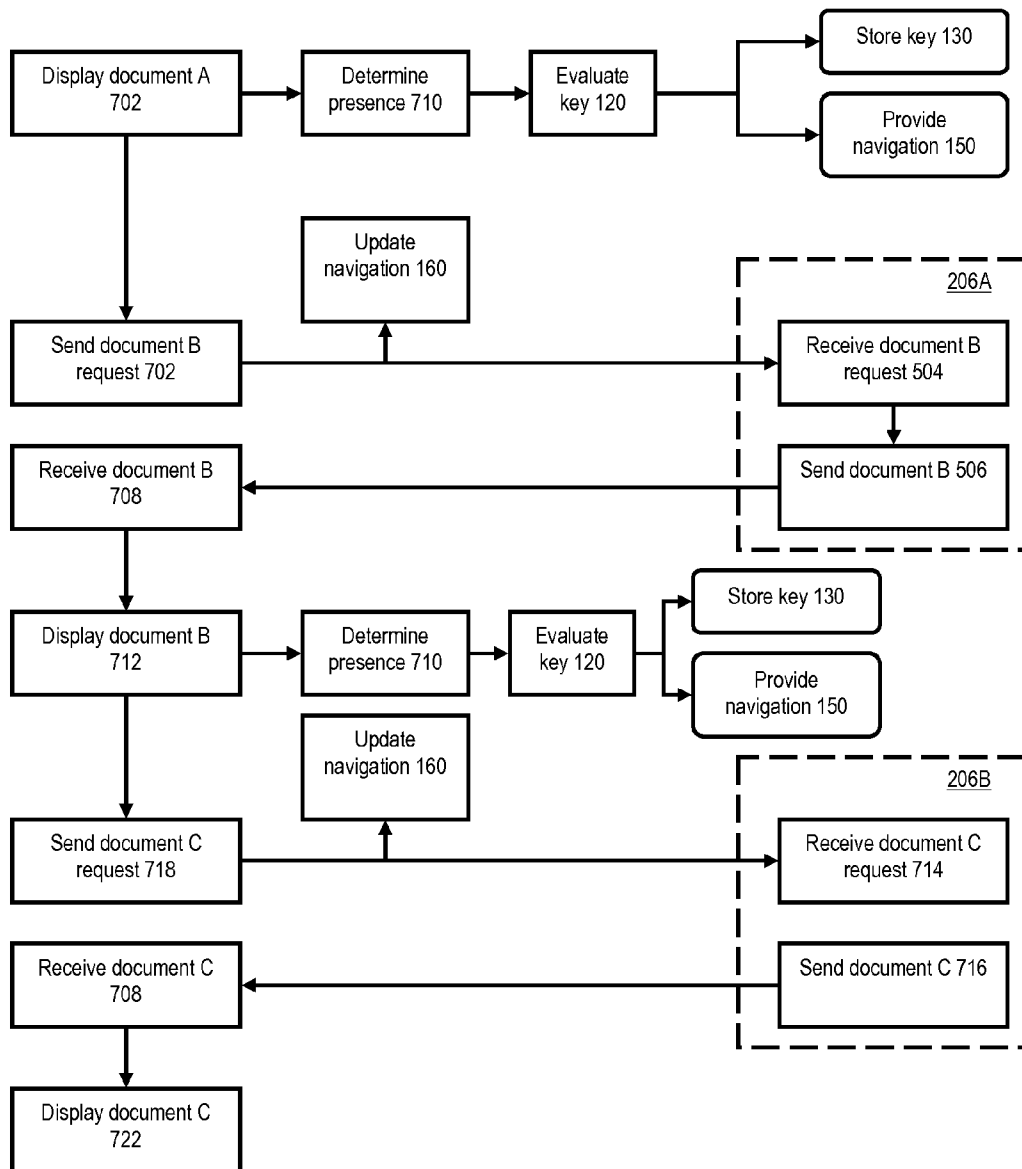 Display document A
702
Determine
presence 710
Evaluate
key 120
Store key 130
Provide
navigation 150
Update
navigation 160
206A
Send document B
request 702
Receive document B
request 504
Receive document B
708
Send document B 506
Display document B
712
Determine
presence 710
Evaluate
key 120
Store key 130
Provide
navigation 150
Update
navigation 160
206B
Send document C
request 718
Receive document C
request 714
Receive document C
708
Send document C 716
Display document C
722